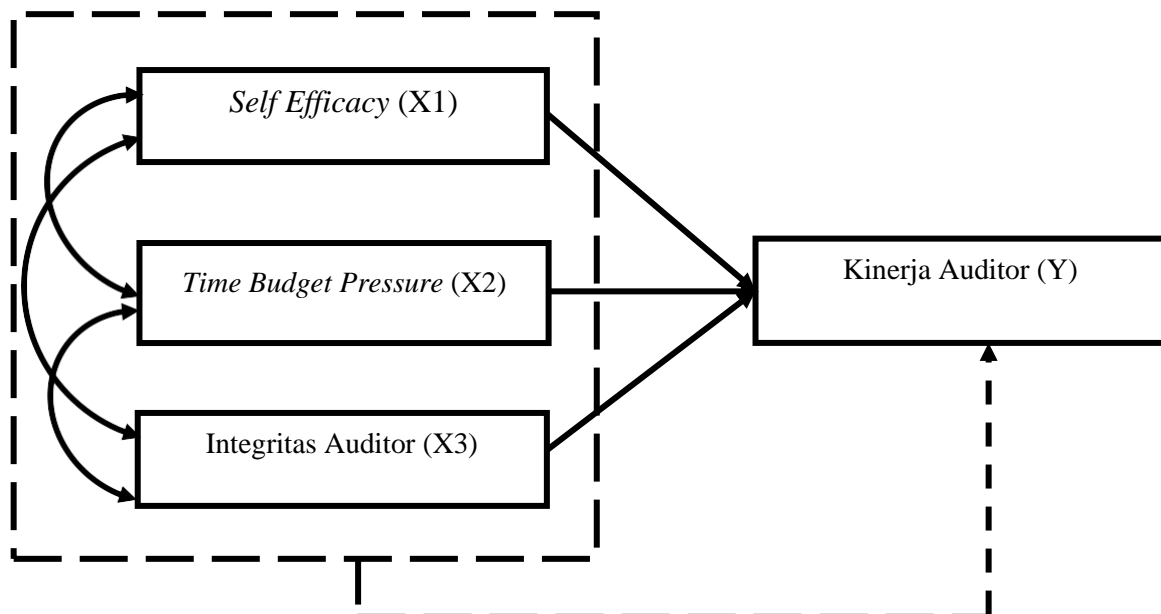 Self Efficacy (X1)
Time Budget Pressure (X2)
Kinerja Auditor (Y)
Integritas Auditor (X3)